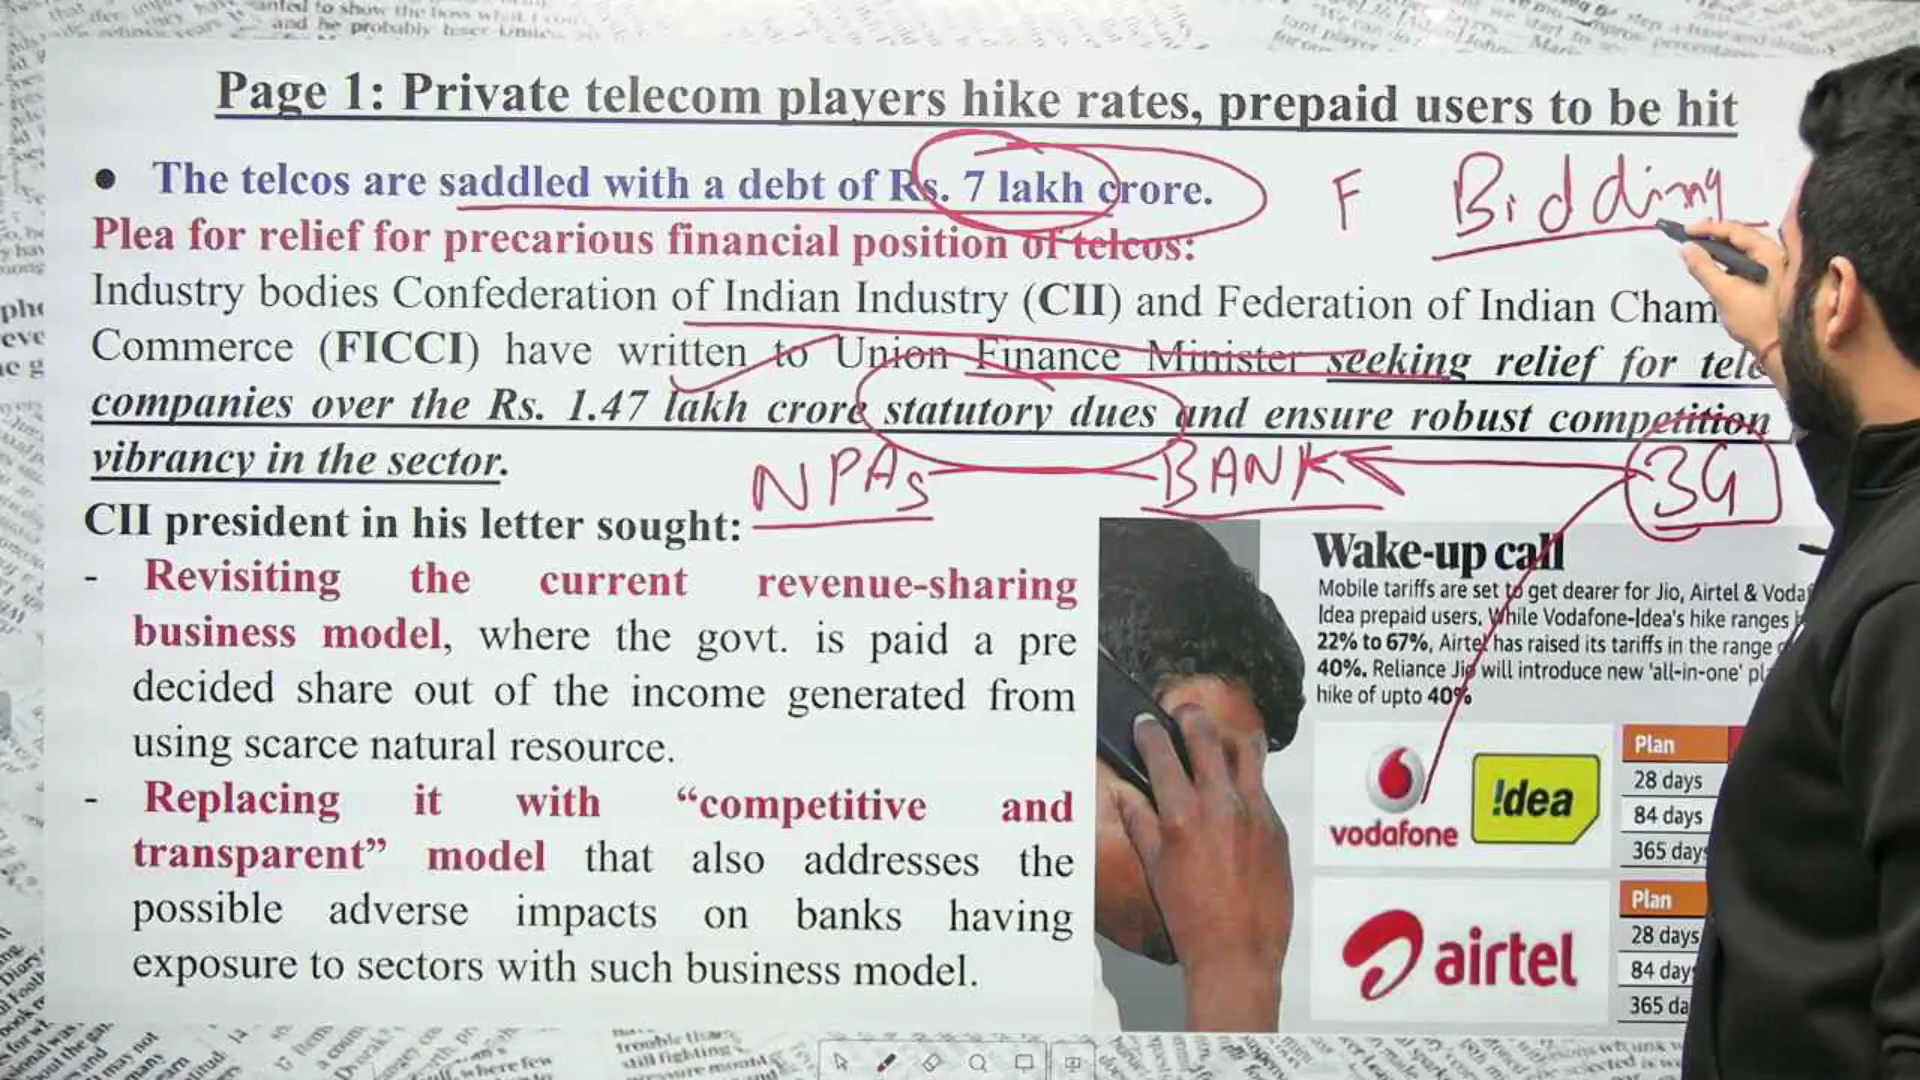 Page 1: Private telecom players hike rates, prepaid users to be hit
● The telcos are saddled with a debt of Rs. 7 lakh crore.
F Bidding
Plea for relief for precarious financial position of telcos:
Industry bodies Confederation of Indian Industry (CII) and Federation of Indian Cham
Commerce (FICCI) have written to Union Finance Minister seeking relief for tele
companies over the Rs. 1.47 lakh crore statutory dues and ensure robust competition
vibrancy in the sector.
NPAs BANK 3G
CII president in his letter sought:
- Revisiting the current revenue-sharing
business model, where the govt. is paid a pre
decided share out of the income generated from
using scarce natural resource.
- Replacing it with “competitive and
transparent” model that also addresses the
possible adverse impacts on banks having
exposure to sectors with such business model.
Wake-up call
Mobile tariffs are set to get dearer for Jio, Airtel & Voda
Idea prepaid users. While Vodafone-Idea's hike ranges
22% to 67%, Airtel has raised its tariffs in the range
40%. Reliance Jio will introduce new 'all-in-one' pl
hike of upto 40%
vodafone
!dea
Plan
28 days
84 days
365 days
airtel
Plan
28 days
84 day
365 da